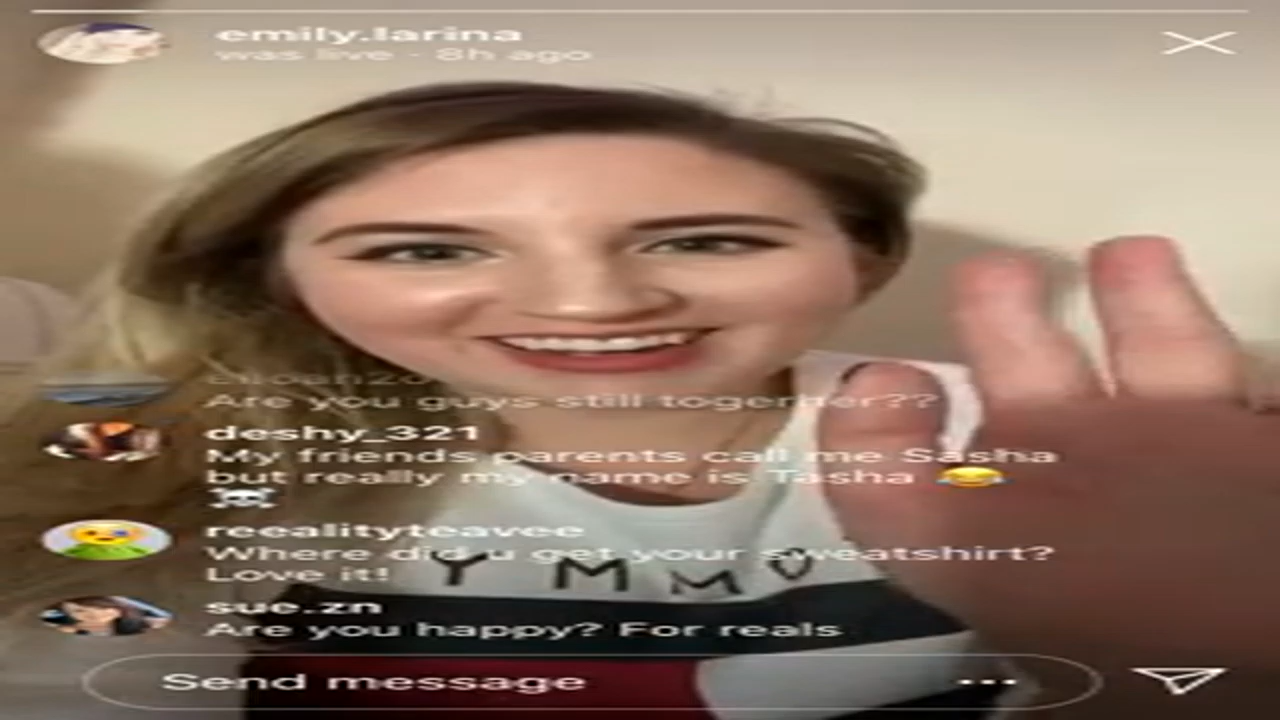 emily.larina
was live - 8h ago
Are you guys still together??
deshy_321
My friends parents call me Sasha
but really my name is Tasha 😂
☠️
reealityteavee
Where did u get your sweatshirt?
Love it!
Y M M O
sue.zn
Are you happy? For reals
Send message